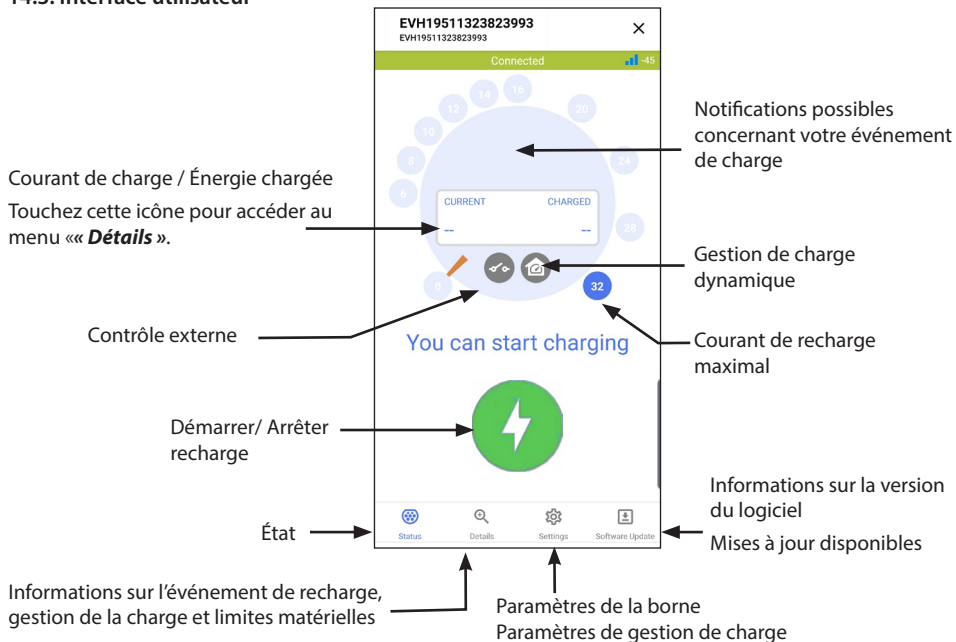 14.3. Interface utilisateur
EVH19511323823993
EVH19511323823993
Connected
-45
16
14
12
20
10
8
24
6
28
0
32
CURRENT
CHARGED
--
--
Notifications possibles
concernant votre événement
de charge
Courant de charge / Énergie chargée
Touchez cette icône pour accéder au
menu «« Détails ».
Gestion de charge
dynamique
Contrôle externe
You can start charging
Courant de recharge
maximal
Démarrer/ Arrêter
recharge
Informations sur la version
du logiciel
Mises à jour disponibles
État
Status
Details
Settings
Software Update
Informations sur l’événement de recharge,
gestion de la charge et limites matérielles
Paramètres de la borne
Paramètres de gestion de charge